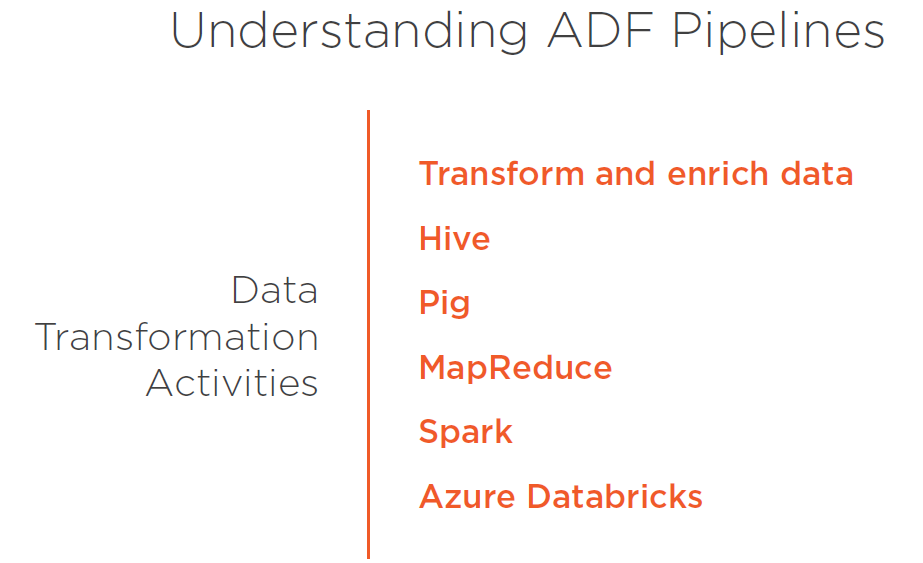 Understanding ADF Pipelines
Data
Transformation
Activities
Transform and enrich data
Hive
Pig
MapReduce
Spark
Azure Databricks